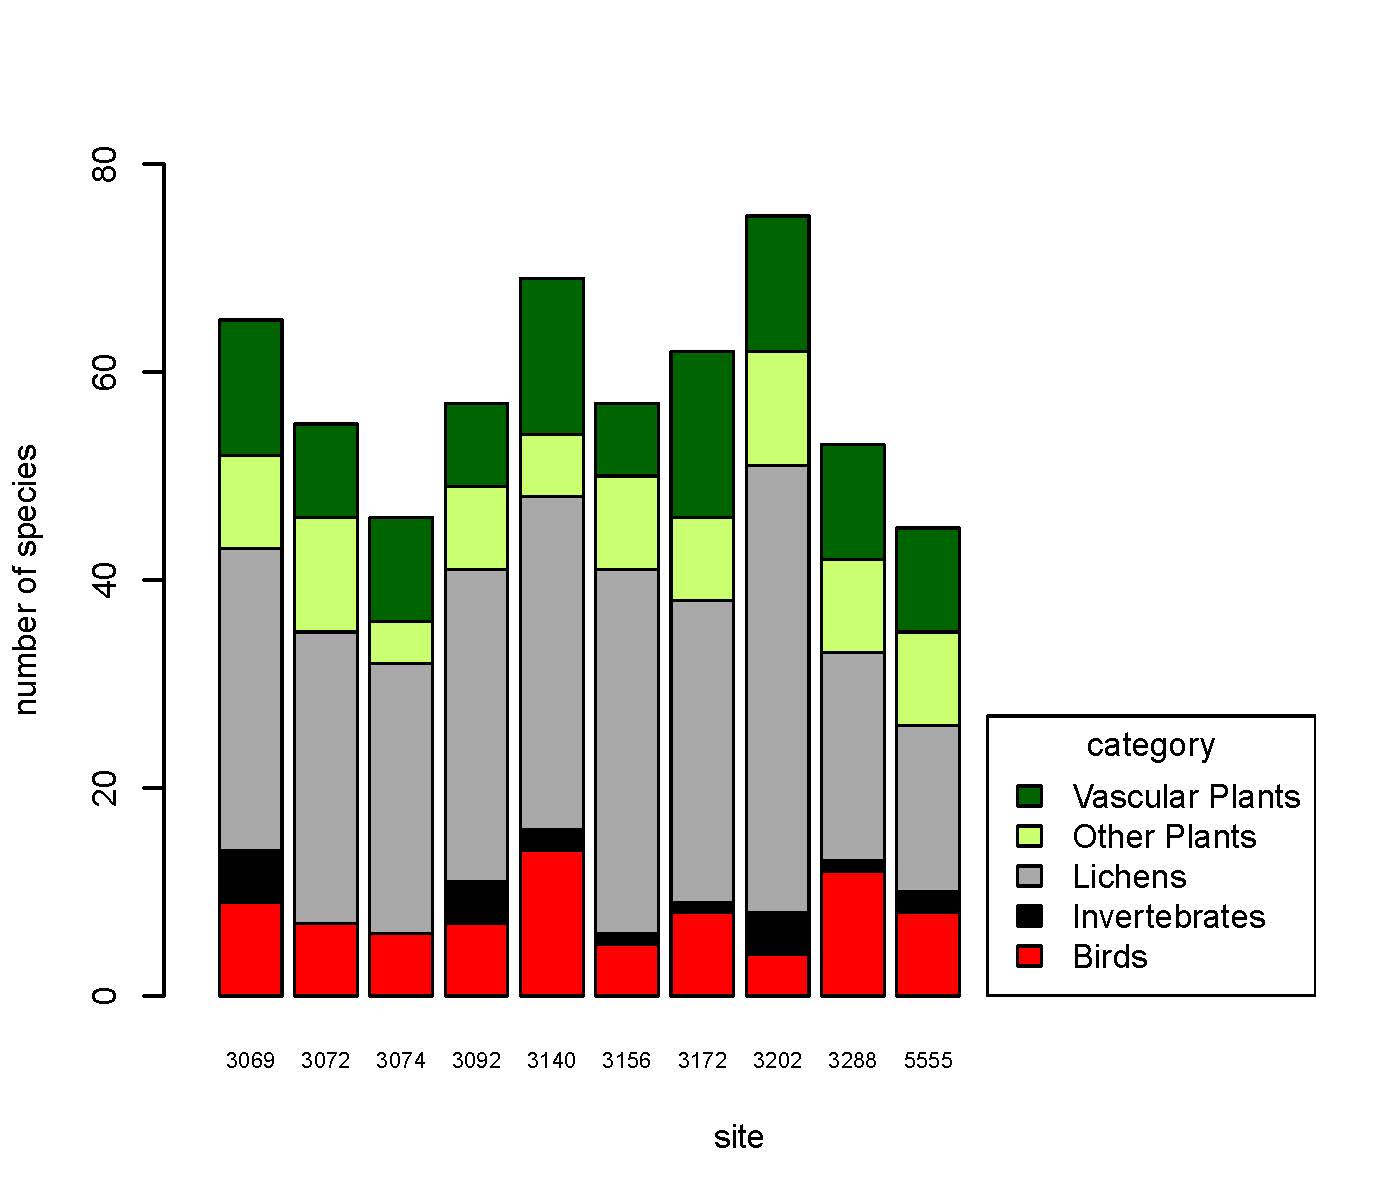 80
60
40
20
0
number of species
3069 3072 3074 3092 3140 3156 3172 3202 3288 5555
site
category
Vascular Plants
Other Plants
Lichens
Invertebrates
Birds